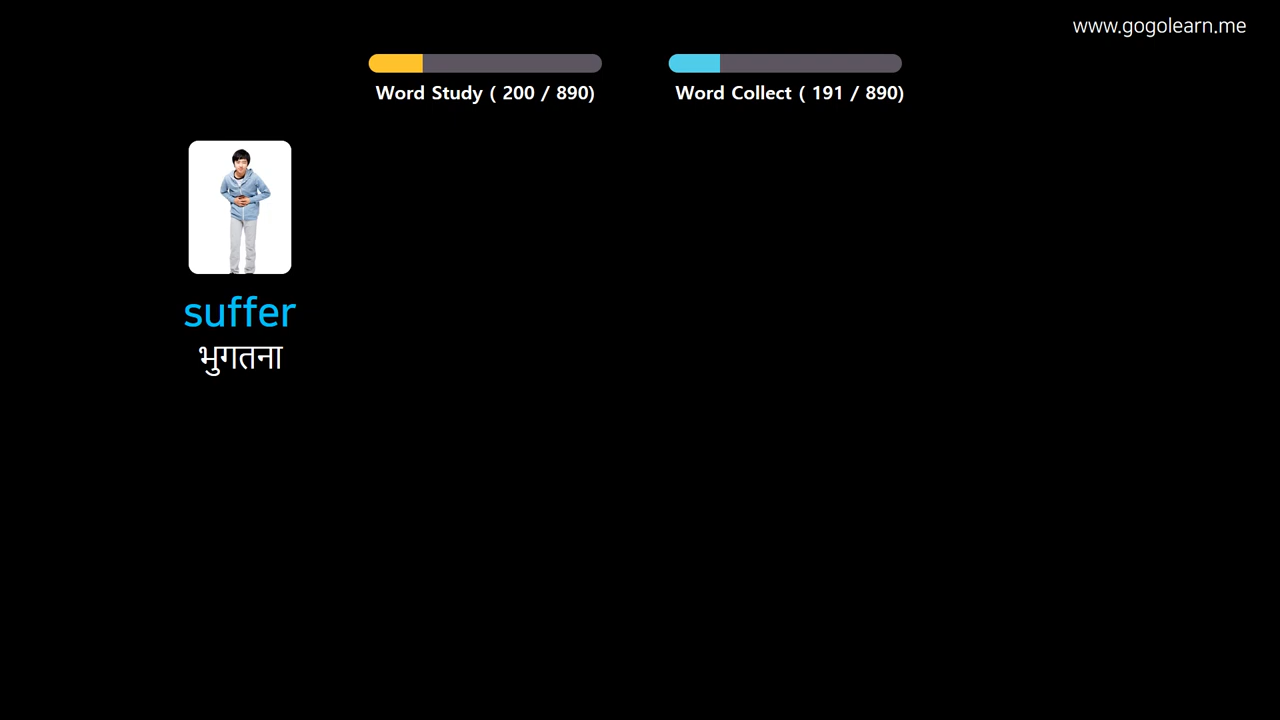 www.gogolearn.me
Word Study ( 200 / 890)
Word Collect ( 191 / 890)
suffer
भुगतना